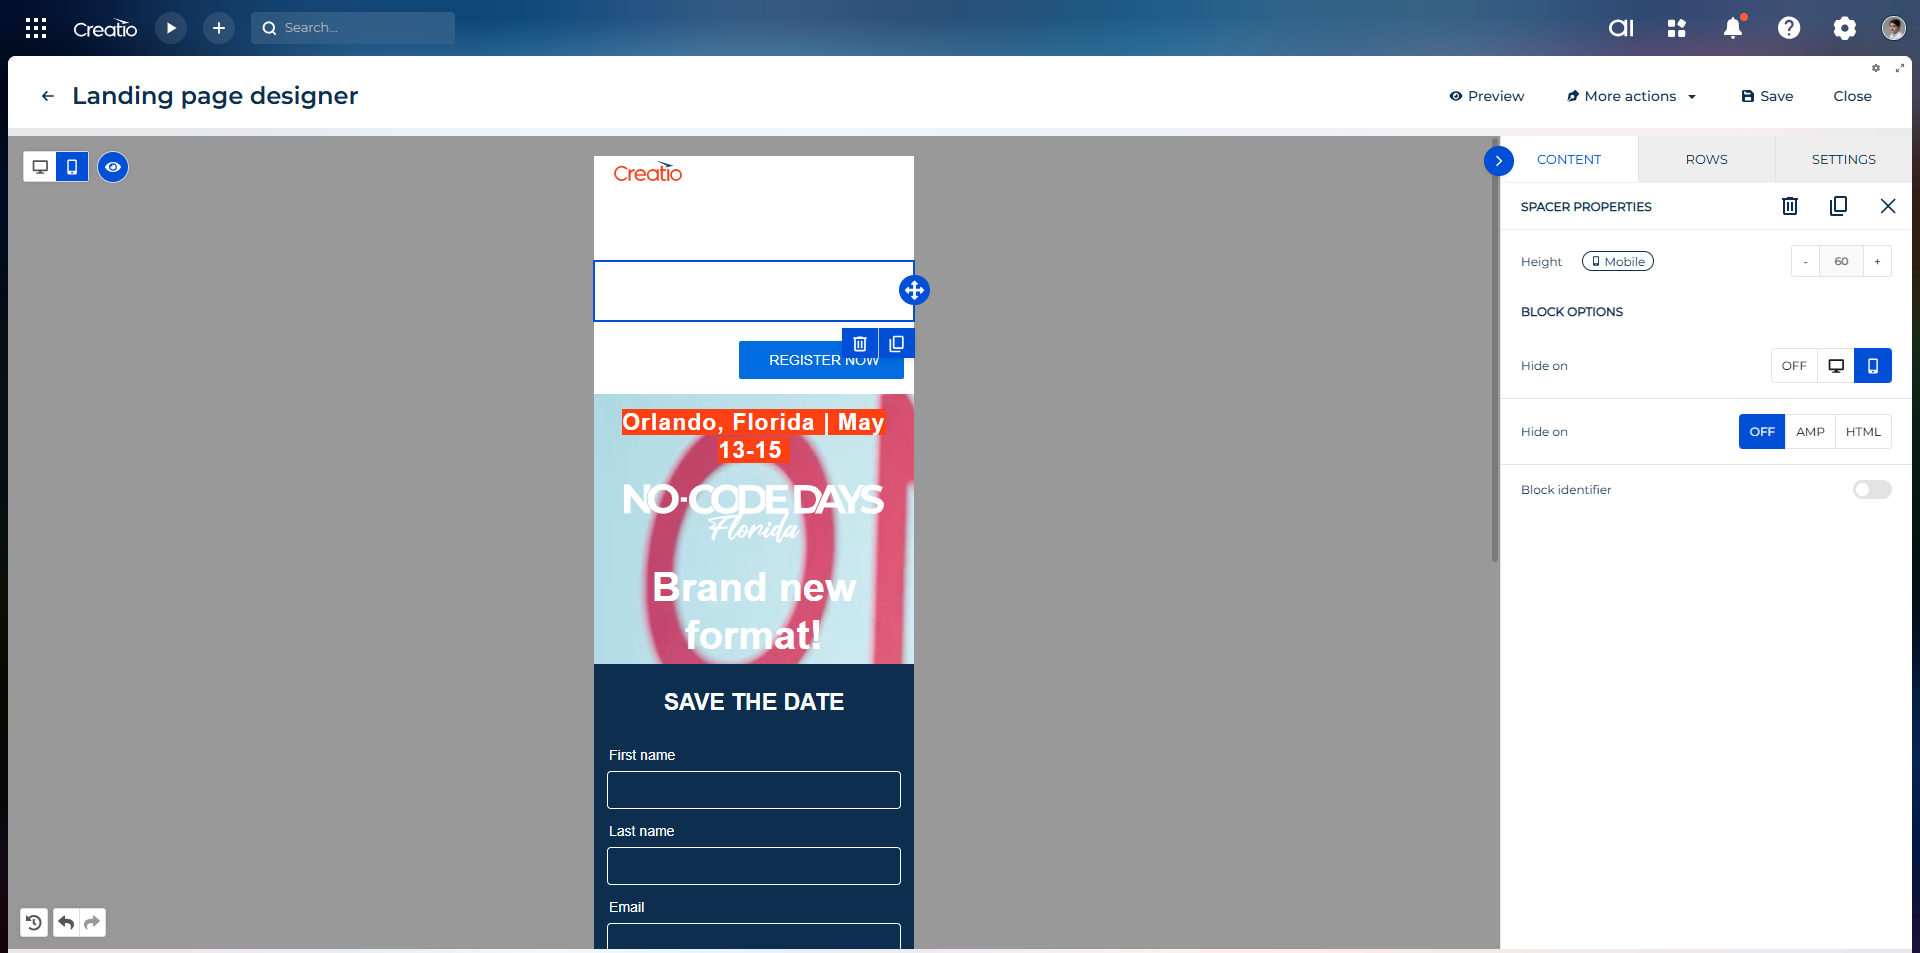 Creatio
Search...
aı
Landing page designer
Preview
More actions
Save
Close
CONTENT
ROWS
SETTINGS
SPACER PROPERTIES
Height
Mobile
-
60
+
BLOCK OPTIONS
Hide on
OFF
Hide on
OFF
AMP
HTML
Block identifier
Creatio
REGISTER NOW
Orlando, Florida | May
13-15
NO-CODE DAYS
Florida
Brand new
format!
SAVE THE DATE
First name
Last name
Email